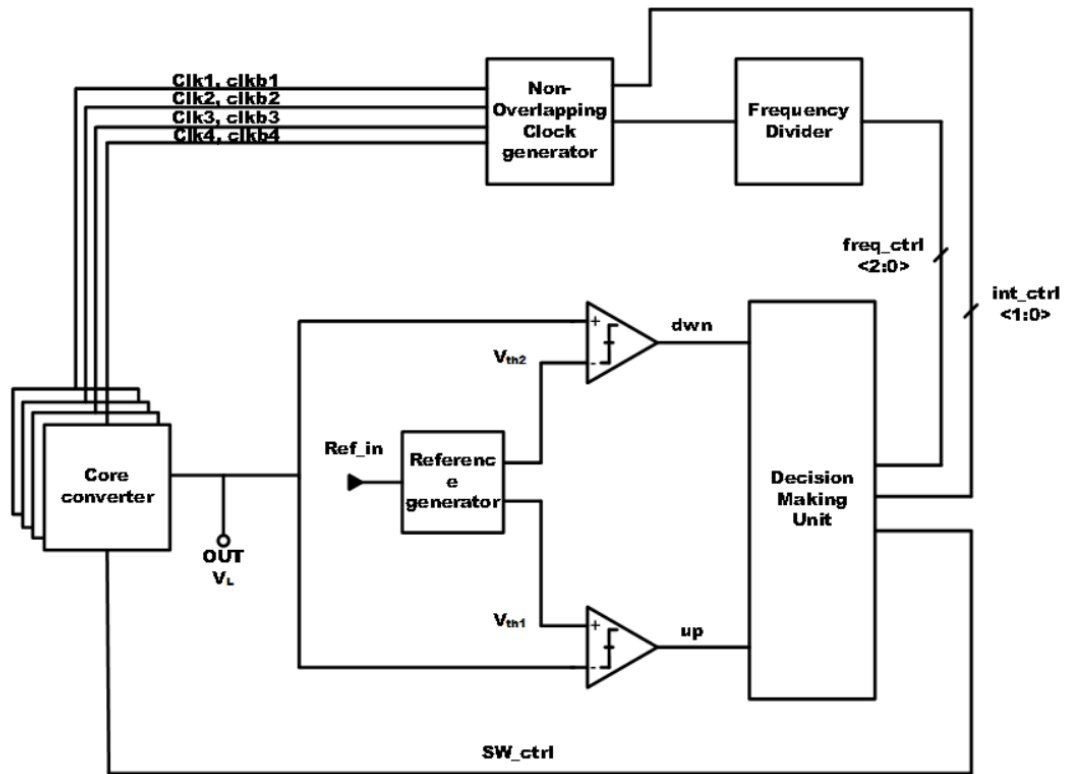 Clk1, clkb1
Clk2, clkb2
Clk3, clkb3
Clk4, clkb4
Non-
Overlapping
Clock
generator
Frequency
Divider
freq_ctrl
<2:0>
int_ctrl
<1:0>
+
-
dwn
Vth2
Ref_in
Referenc
e
generator
Core
converter
OUT
VL
Decision
Making
Unit
Vth1
+
-
up
SW_ctrl